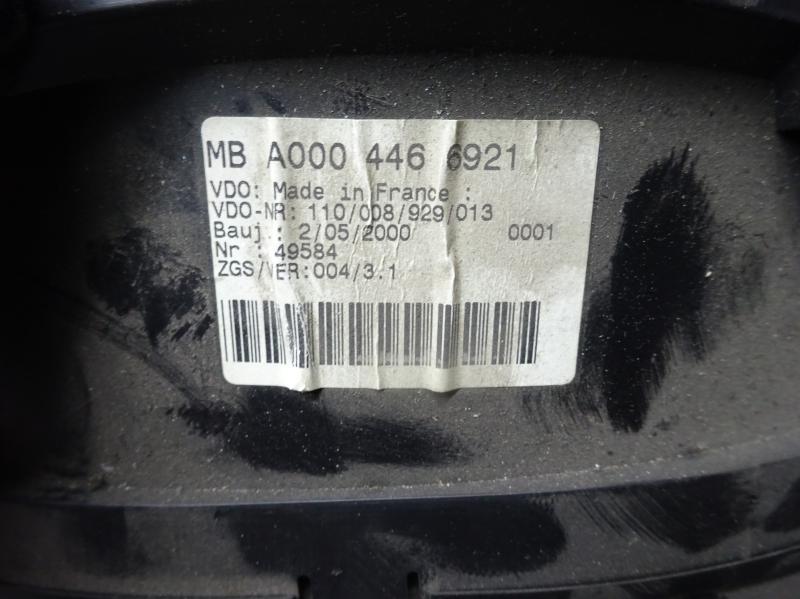 MB A000 446 6921
VDO: Made in France :
VDO-NR: 110/008/929/013
Bauj.: 2/05/2000 0001
Nr : 49584
ZGS/VER:004/3.1